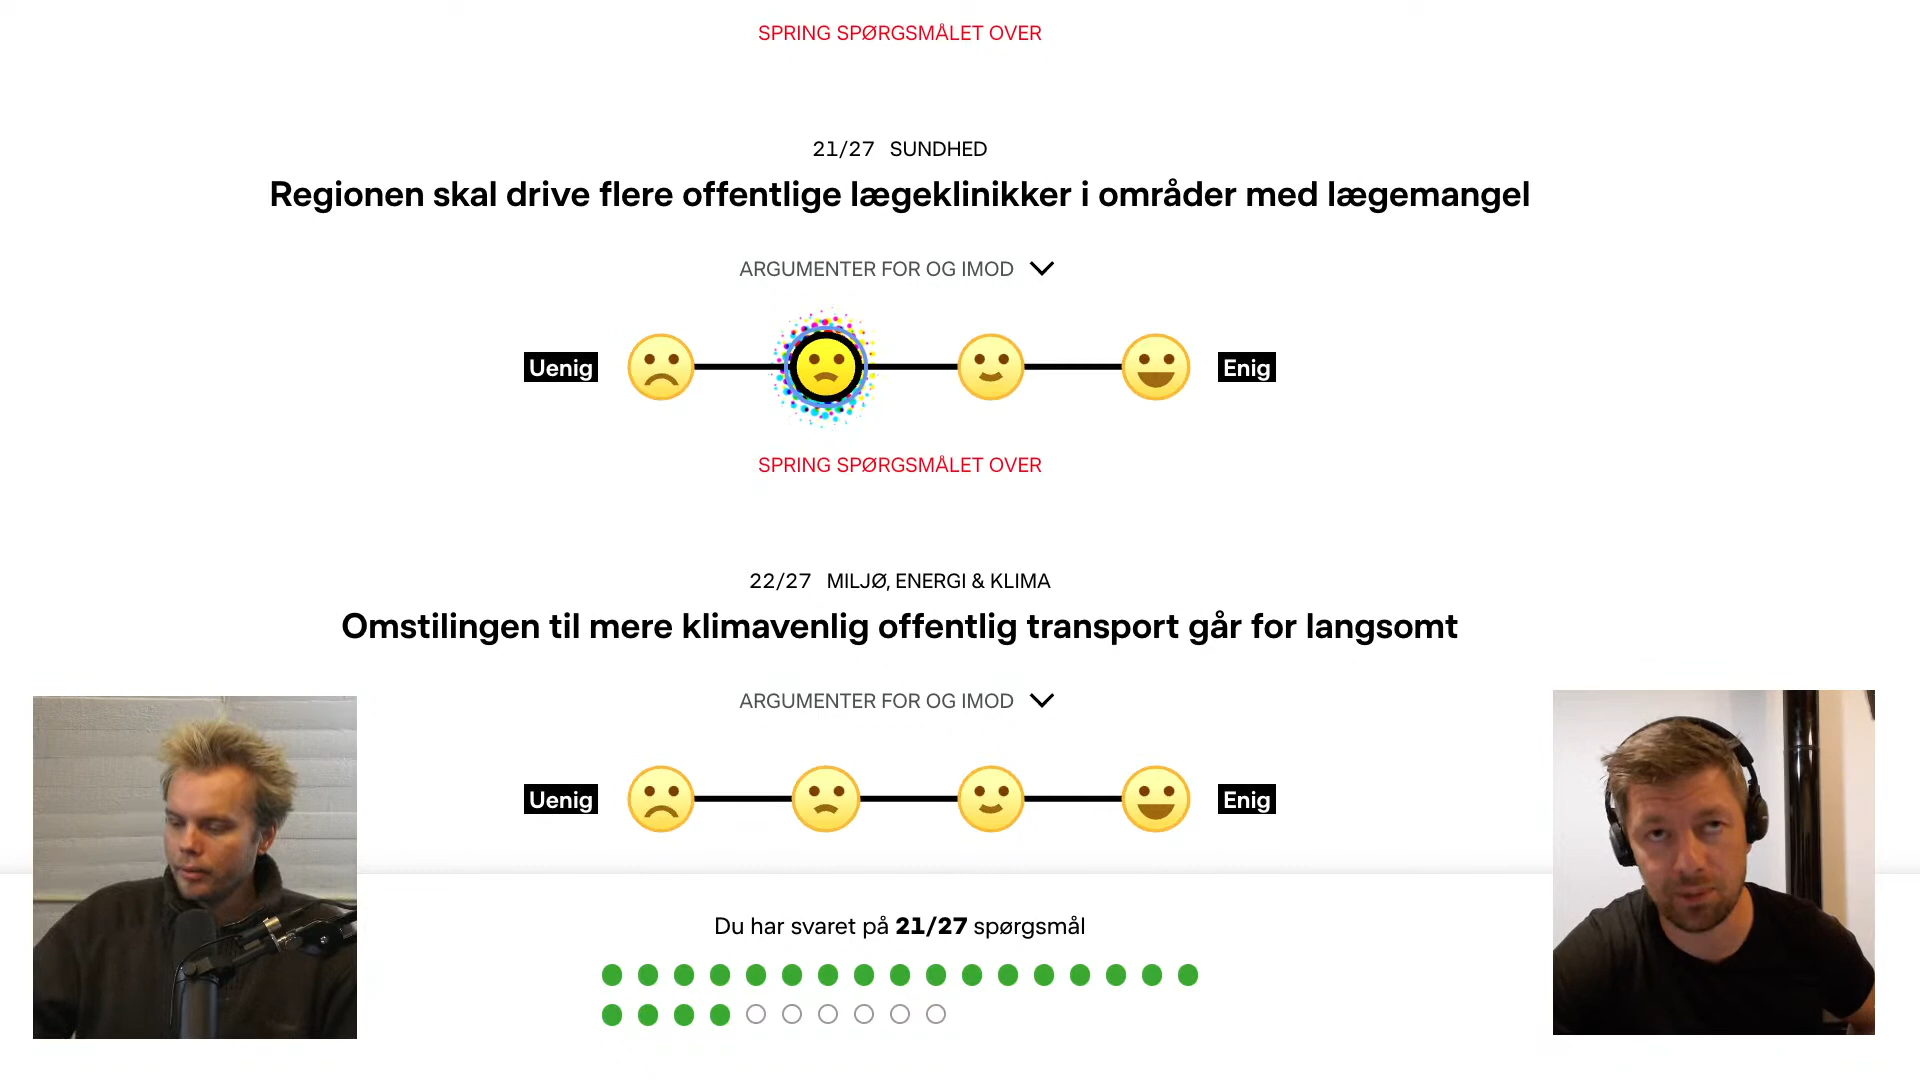 SPRING SPØRGSMÅLET OVER
21/27 SUNDHED
Regionen skal drive flere offentlige lægeklinikker i områder med lægemangel
ARGUMENTER FOR OG IMOD
Uenig
Enig
SPRING SPØRGSMÅLET OVER
22/27 MILJØ, ENERGI & KLIMA
Omstilingen til mere klimavenlig offentlig transport går for langsomt
ARGUMENTER FOR OG IMOD
Uenig
Enig
Du har svaret på 21/27 spørgsmål